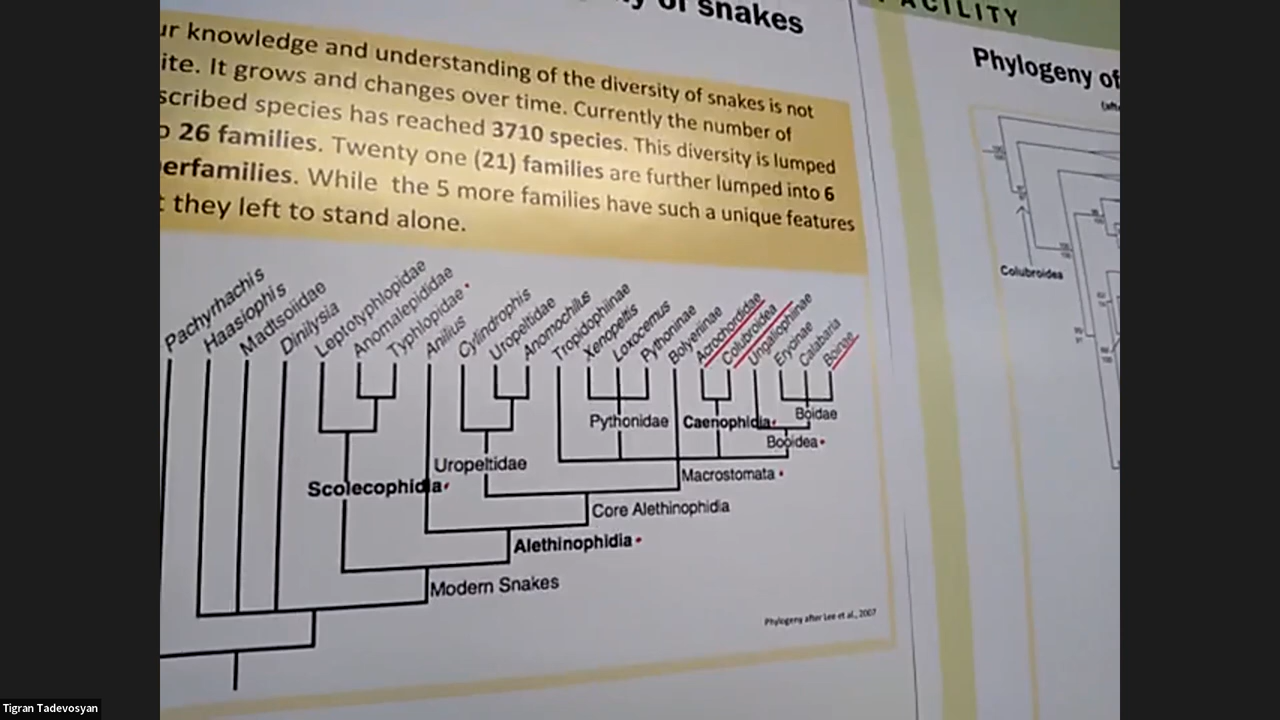 of snakes
ur knowledge and understanding of the diversity of snakes is not
ite. It grows and changes over time. Currently the number of
scribed species has reached 3710 species. This diversity is lumped
o 26 families. Twenty one (21) families are further lumped into 6
erfamilies. While the 5 more families have such a unique features
t they left to stand alone.
Pachyrhachis
Haasiophis
Madtsoiidae
Dinilysia
Leptotyphlopidae
Anomalepididae
Typhlopidae
Anilius
Cylindrophis
Uropeltidae
Anomochilus
Tropidophiinae
Xenopeltis
Loxocemus
Pythoninae
Bolyeriinae
Acrochordidae
Colubroidea
Ungaliophiinae
Erycinae
Calabaria
Boinae
Pythonidae
Caenophidia
Boidae
Booidea
Uropeltidae
Macrostomata
Scolecophidia
Core Alethinophidia
Alethinophidia
Modern Snakes
Phylogeny after Lee et al., 2007
ACILITY
Phylogeny of
Colubroidea
Tigran Tadevosyan